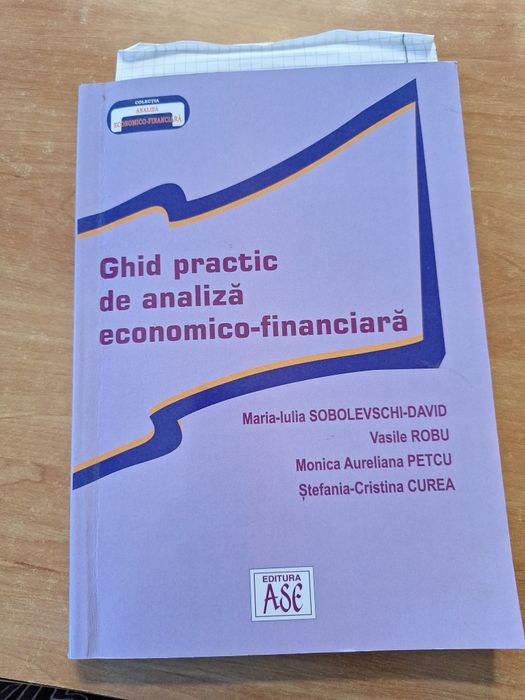 COLECȚIA
ANALIZĂ
ECONOMICO-FINANCIARĂ
Ghid practic
de analiză
economico-financiară
Maria-Iulia SOBOLEVSCHI-DAVID
Vasile ROBU
Monica Aureliana PETCU
Ștefania-Cristina CUREA
EDITURA
ASE